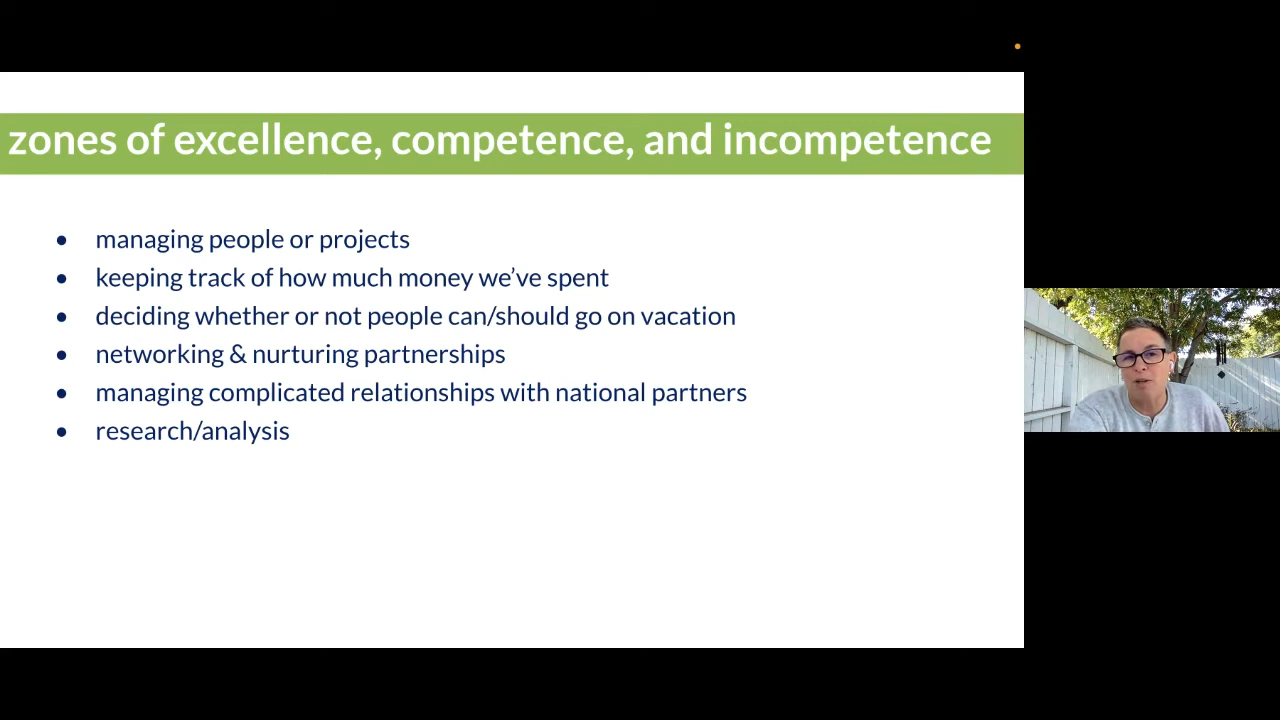 zones of excellence, competence, and incompetence
• managing people or projects
• keeping track of how much money we’ve spent
• deciding whether or not people can/should go on vacation
• networking & nurturing partnerships
• managing complicated relationships with national partners
• research/analysis